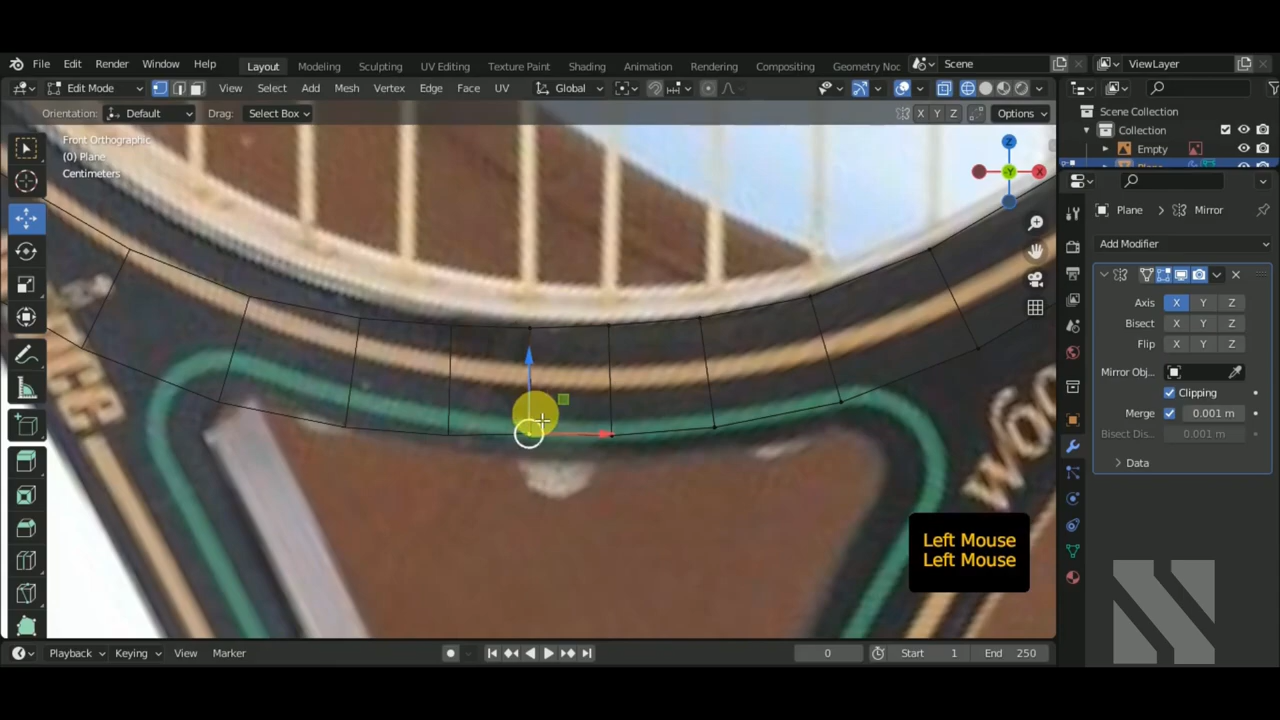 File Edit Render Window Help Layout Modeling Sculpting UV Editing Texture Paint Shading Animation Rendering Compositing Geometry Noc Scene ViewLayer
Edit Mode View Select Add Mesh Vertex Edge Face UV Global
Orientation: Default Drag: Select Box X Y Z Options
Scene Collection
Collection
Empty
Front Orthographic
(0) Plane
Centimeters
Z
-Y
X
Plane Mirror
Add Modifier
Axis X Y Z
Bisect X Y Z
Flip X Y Z
Mirror Obj...
Clipping
Merge 0.001 m
Bisect Dis... 0.001 m
Data
Left Mouse
Left Mouse
Playback Keying View Marker 0 Start 1 End 250